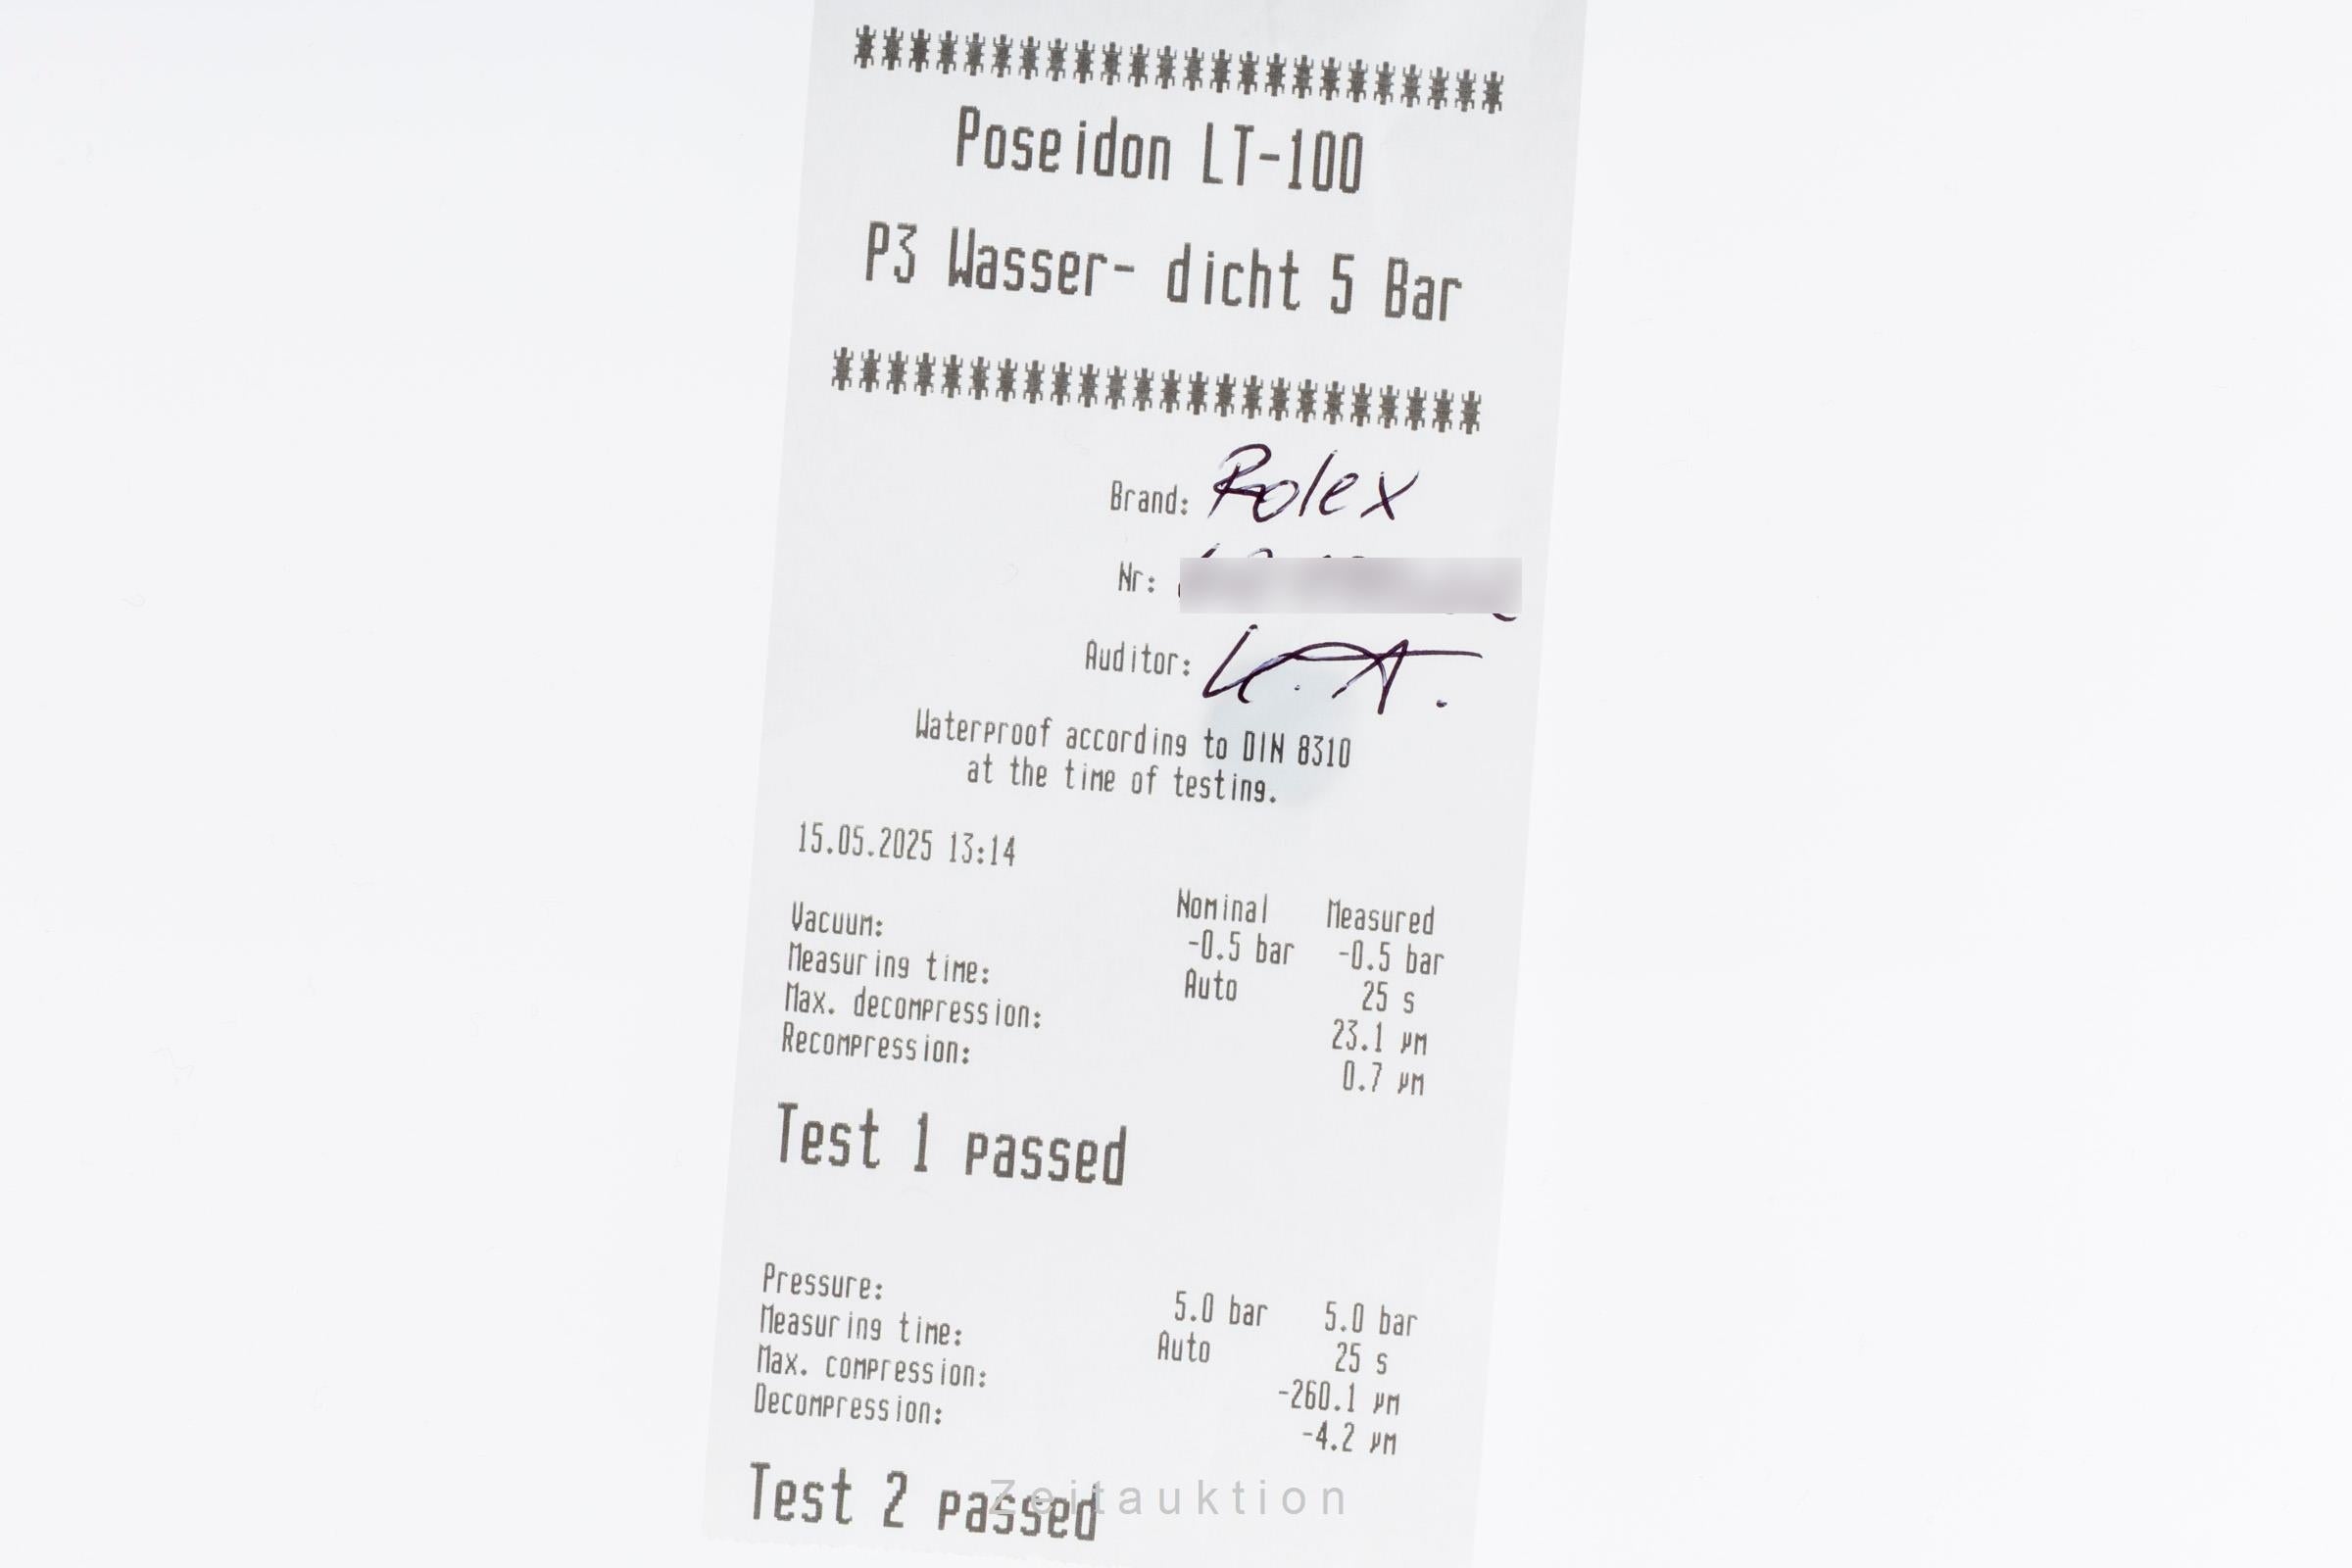 ************************
Poseidon LT-100
P3 Wasser- dicht 5 Bar
************************
Brand: Rolex
Nr:
Auditor:
Waterproof according to DIN 8310
at the time of testing.
15.05.2025 13:14
Nominal Measured
Vacuum: -0.5 bar -0.5 bar
Measuring time: Auto 25 s
Max. decompression: 23.1 µm
Recompression: 0.7 µm
Test 1 passed
Pressure: 5.0 bar 5.0 bar
Measuring time: Auto 25 s
Max. compression: -260.1 µm
Decompression: -4.2 µm
Test 2 passed
Zeitauktion